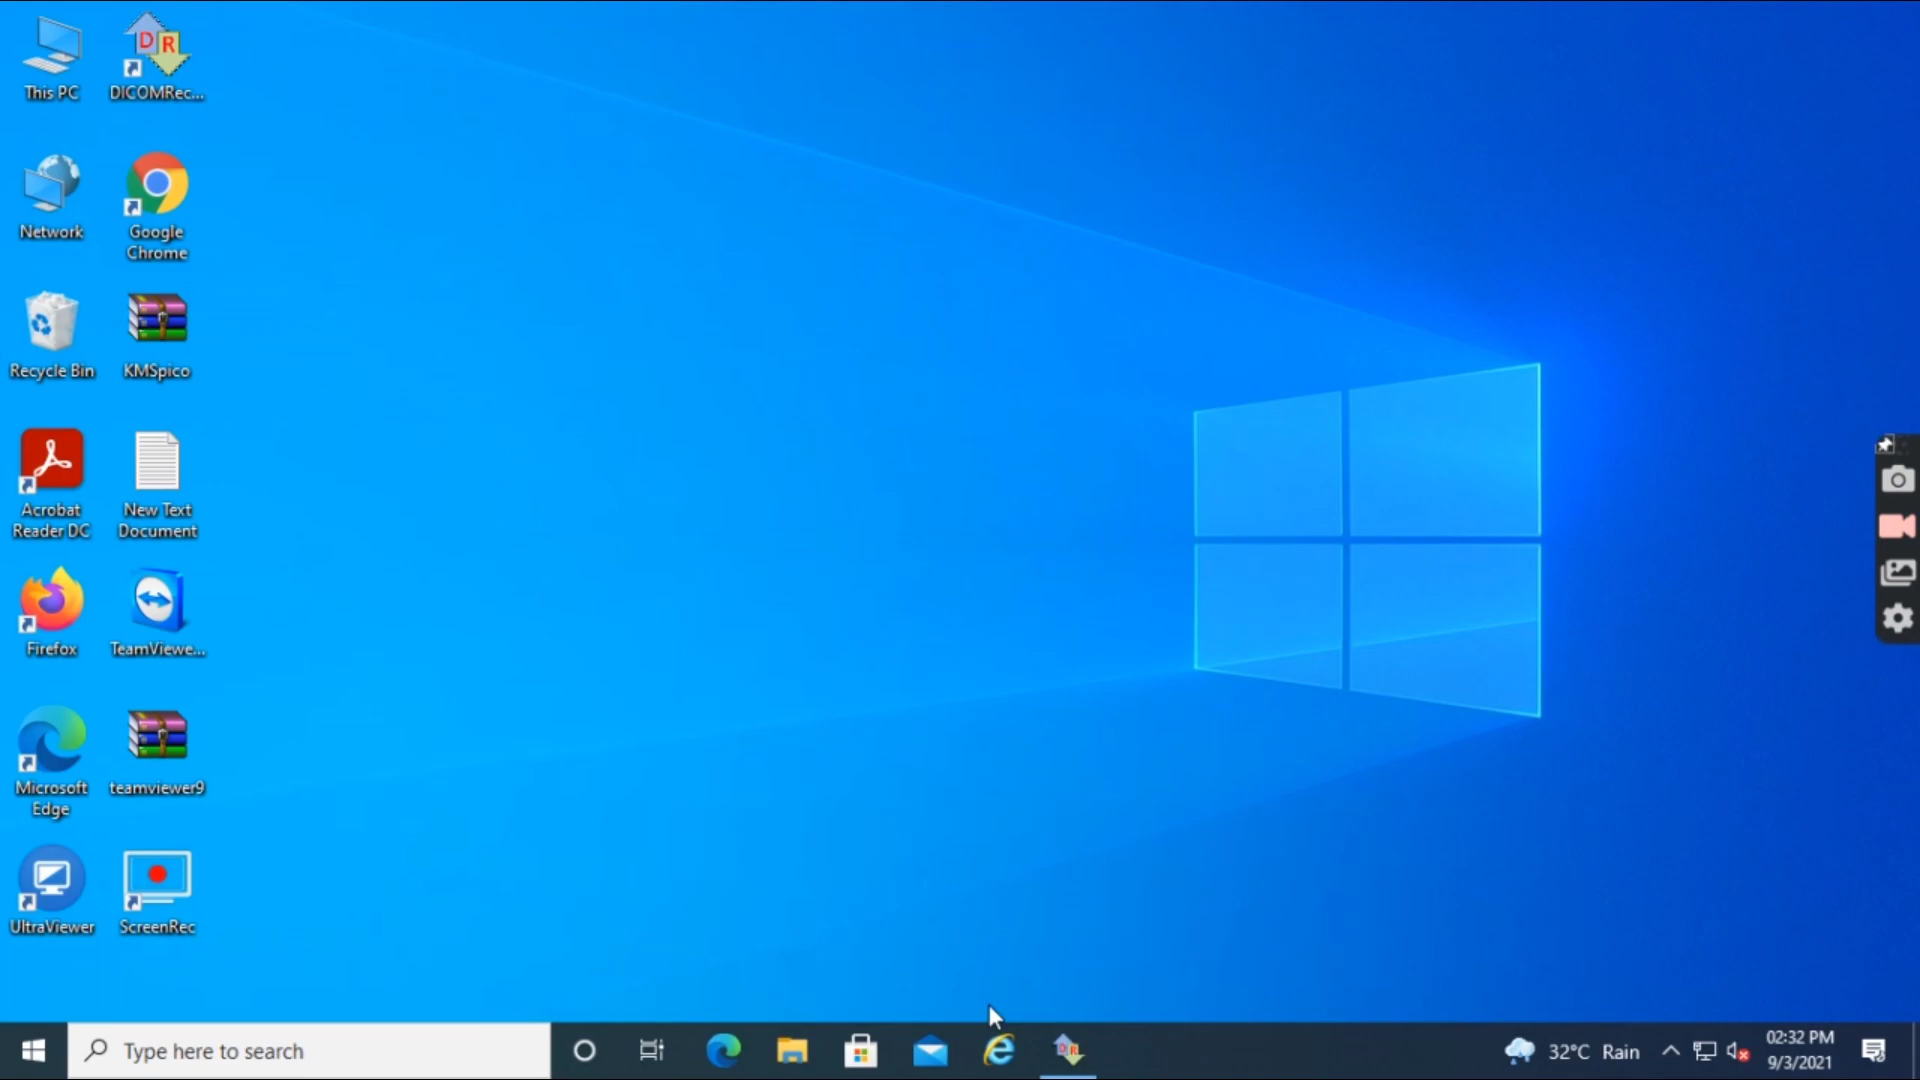 This PC
DICOMRec...
Network
Google
Chrome
Recycle Bin
KMSpico
Acrobat
Reader DC
New Text
Document
Firefox
TeamViewe...
Microsoft
Edge
teamviewer9
UltraViewer
ScreenRec
Type here to search
32°C Rain
02:32 PM
9/3/2021